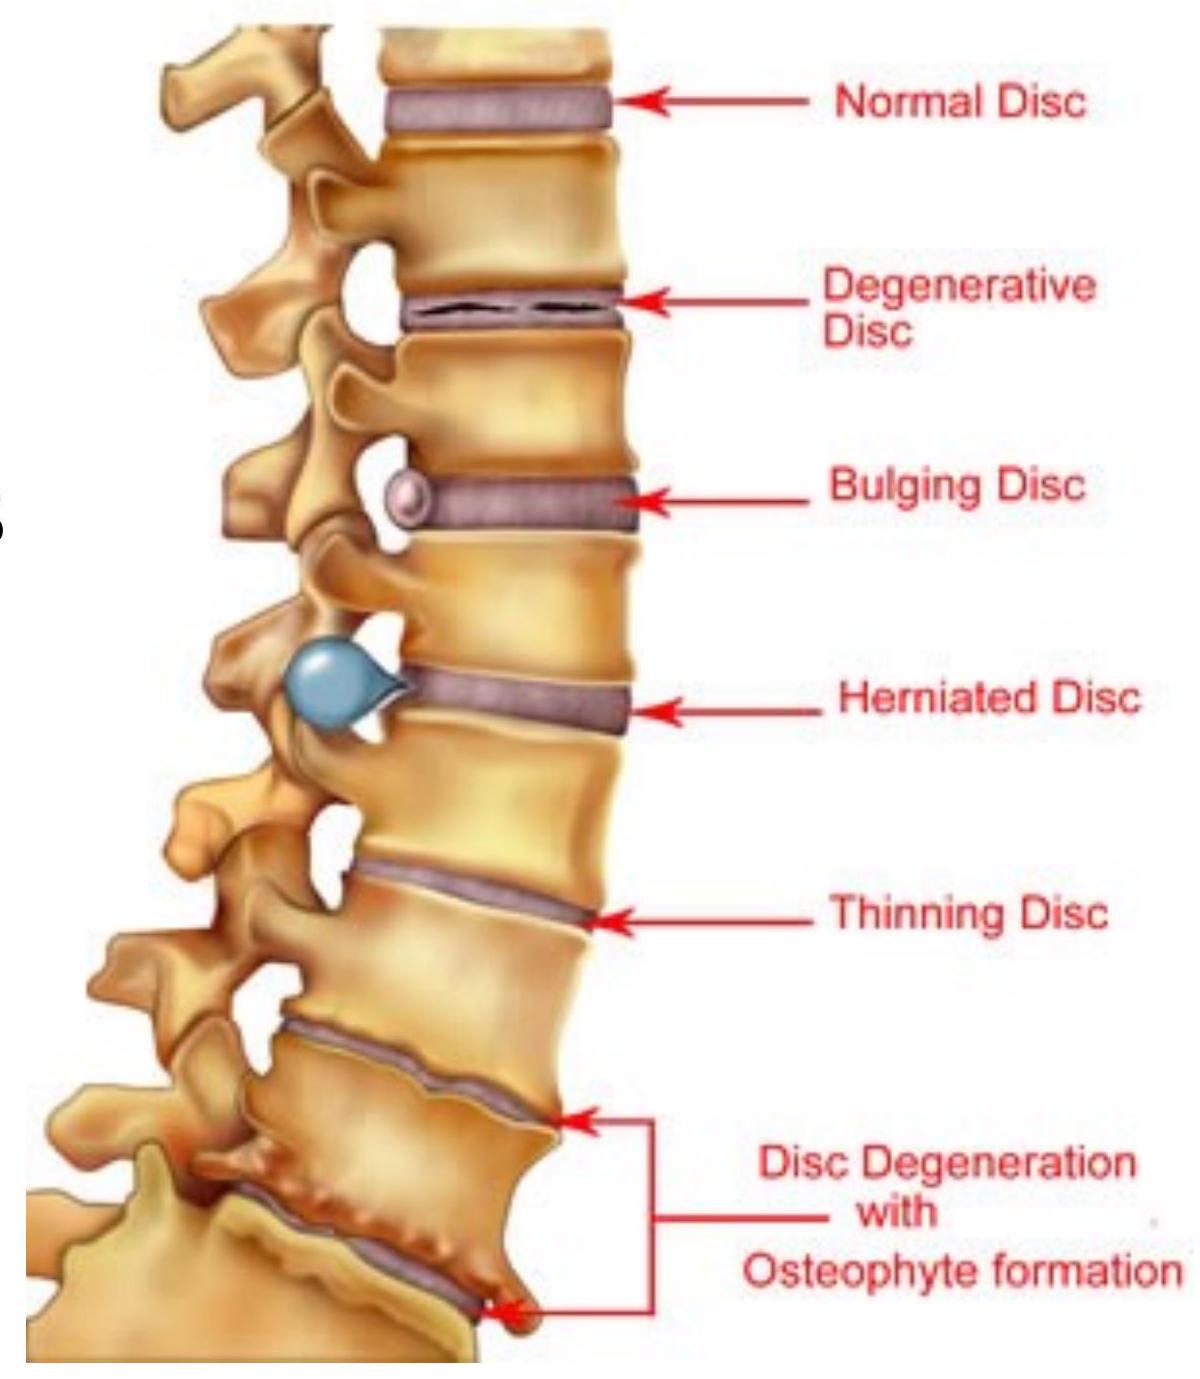 Normal Disc
Degenerative
Disc
Bulging Disc
Herniated Disc
Thinning Disc
Disc Degeneration
with
Osteophyte formation